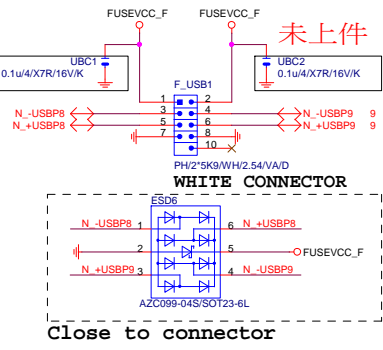 FUSEVCC_F FUSEVCC_F
未上件
UBC1 UBC2
0.1u/4/X7R/16V/K 0.1u/4/X7R/16V/K
F_USB1
1 2
N_-USBP8 3 4 N_-USBP9 9
N_+USBP8 5 6 N_+USBP9 9
7 8
10
PH/2*5K9/WH/2.54/VA/D
WHITE CONNECTOR
ESD6
N_-USBP8 1 6 N_+USBP8
2 5 FUSEVCC_F
N_+USBP9 3 4 N_-USBP9
AZC099-04S/SOT23-6L
Close to connector